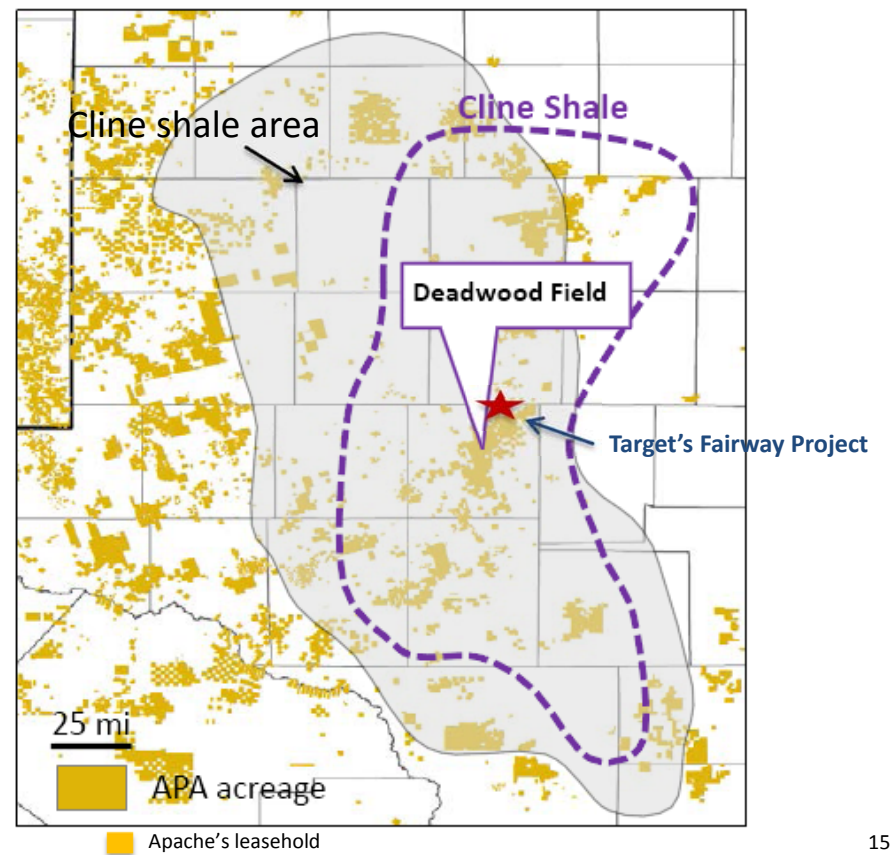 Cline Shale
Cline shale area
Deadwood Field
Target's Fairway Project
25 mi
APA acreage
Apache's leasehold
15